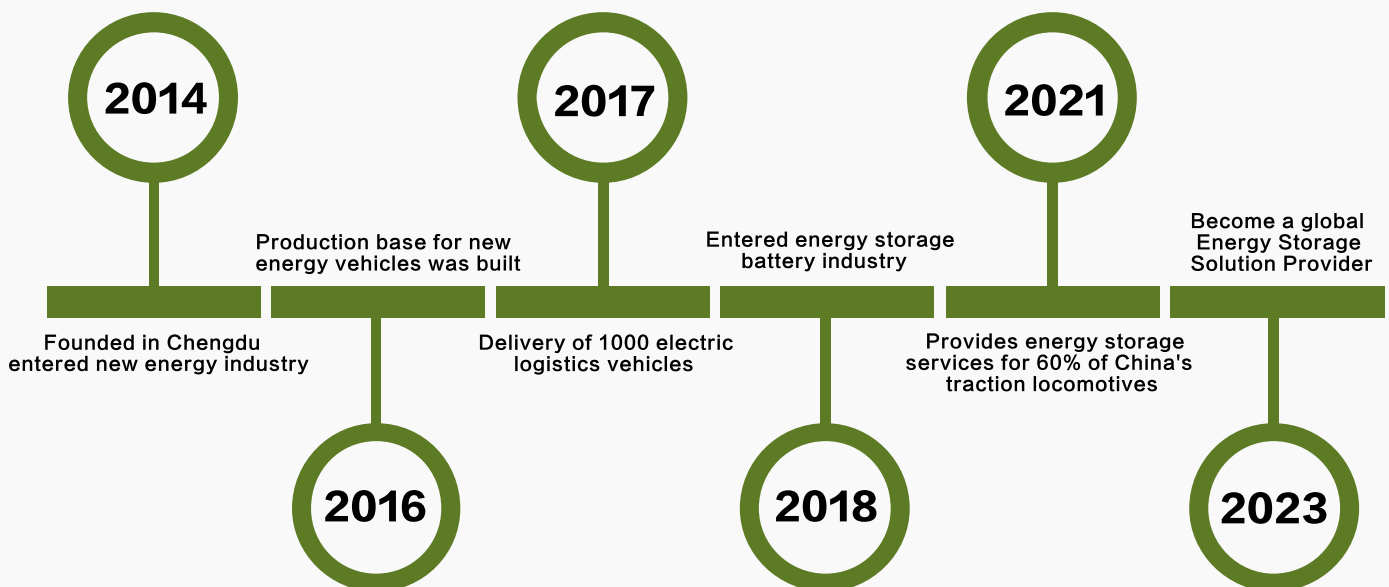 2014
Founded in Chengdu
entered new energy industry
Production base for new
energy vehicles was built
2016
2017
Delivery of 1000 electric
logistics vehicles
Entered energy storage
battery industry
2018
2021
Provides energy storage
services for 60% of China's
traction locomotives
Become a global
Energy Storage
Solution Provider
2023